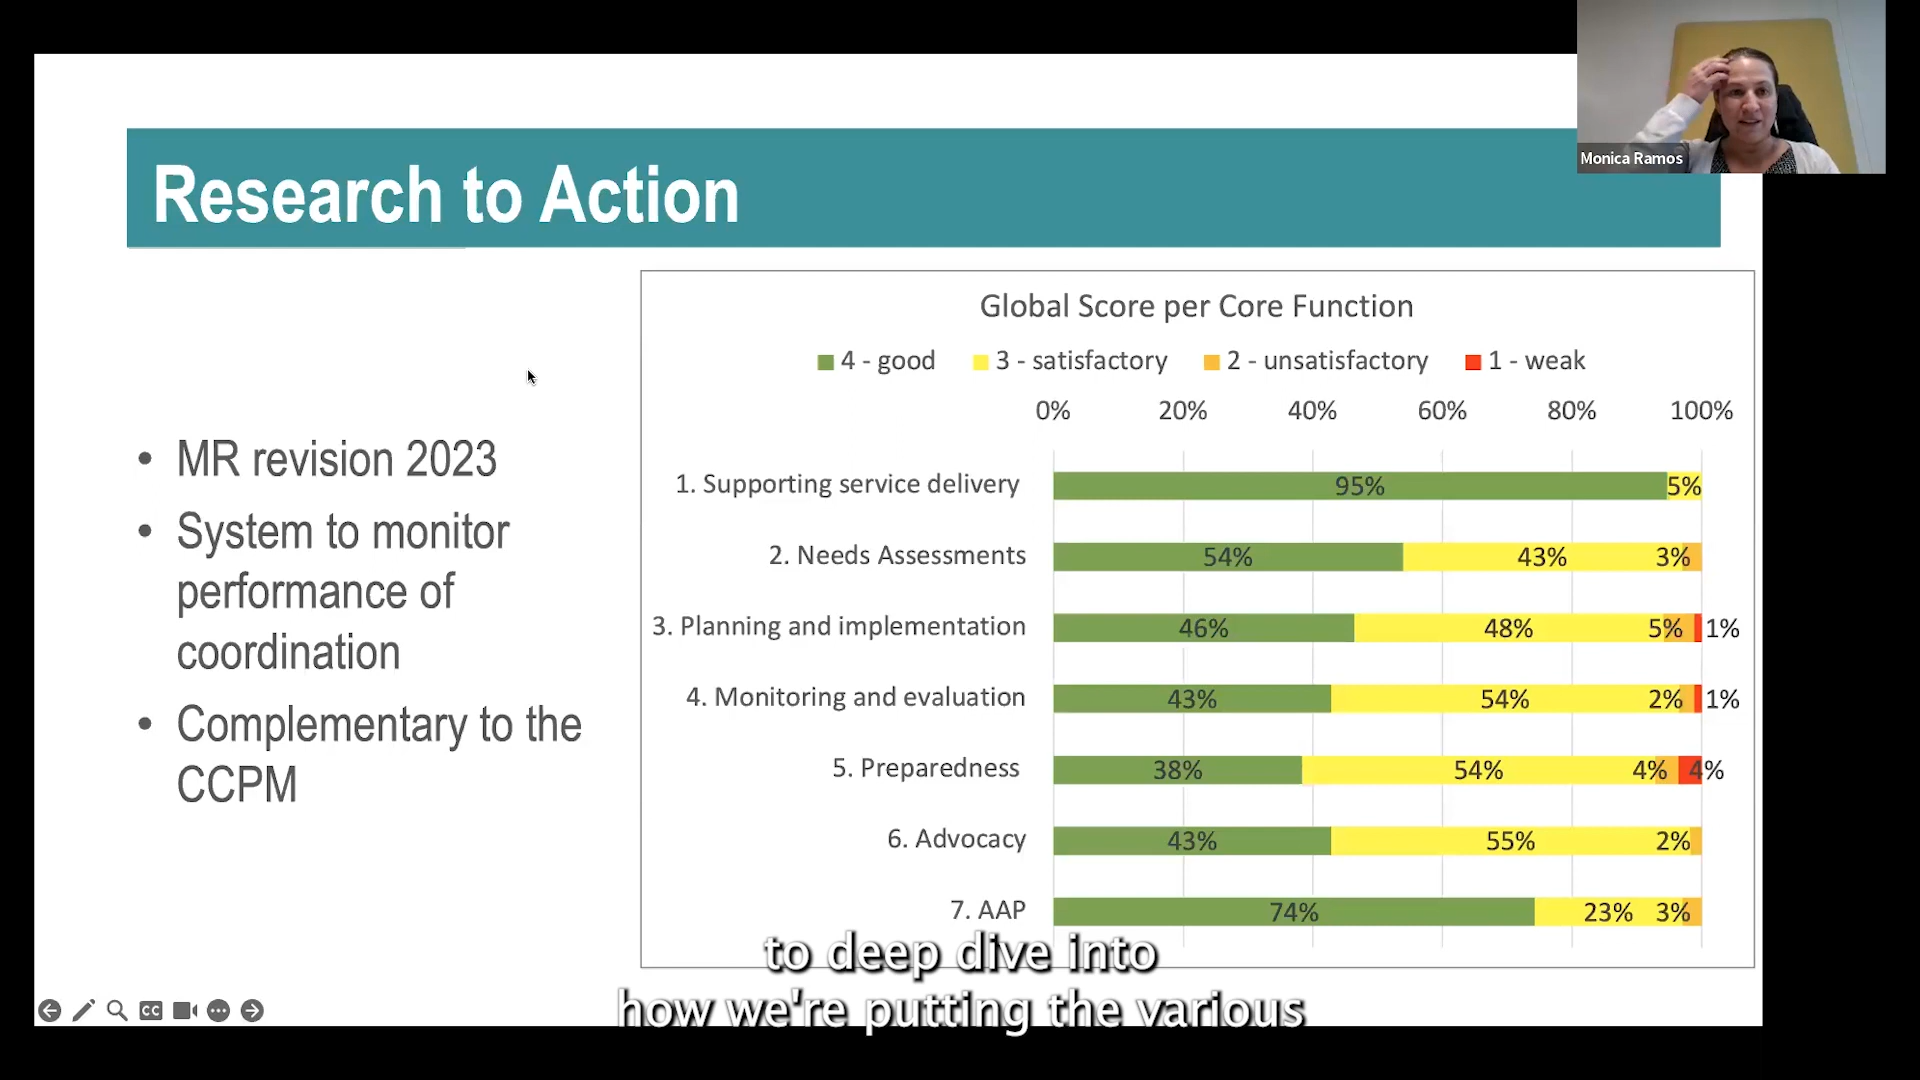 Monica Ramos
Research to Action
MR revision 2023
System to monitor
performance of
coordination
Complementary to the
CCPM
Global Score per Core Function
4 - good 3 - satisfactory 2 - unsatisfactory 1 - weak
0% 20% 40% 60% 80% 100%
1. Supporting service delivery 95% 5%
2. Needs Assessments 54% 43% 3%
3. Planning and implementation 46% 48% 5% 1%
4. Monitoring and evaluation 43% 54% 2% 1%
5. Preparedness 38% 54% 4% 4%
6. Advocacy 43% 55% 2%
7. AAP 74% 23% 3%
to deep dive into
how we're putting the various
CC